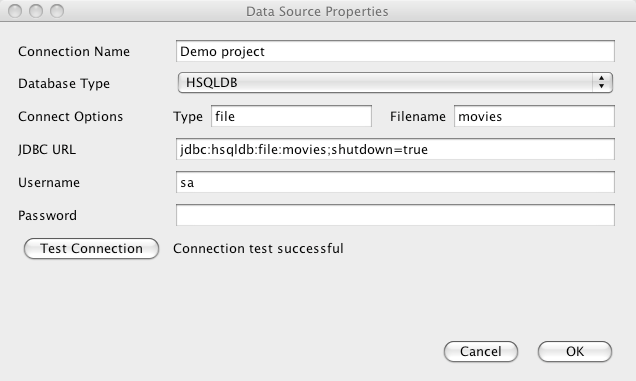 Data Source Properties
Connection Name Demo project
Database Type HSQLDB
Connect Options Type file Filename movies
JDBC URL jdbc:hsqldb:file:movies;shutdown=true
Username sa
Password
Test Connection Connection test successful
Cancel OK